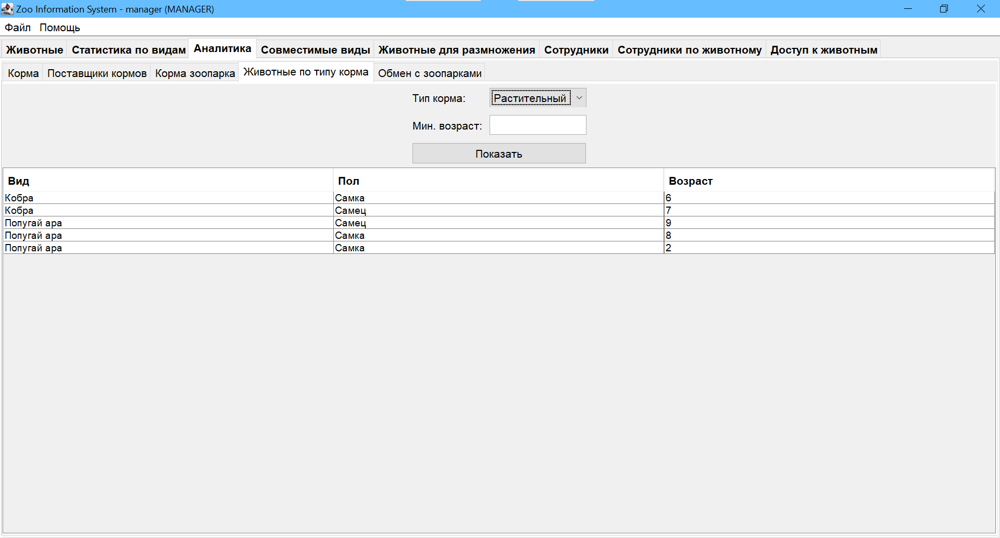 Zoo Information System - manager (MANAGER)
Файл Помощь
Животные Статистика по видам Аналитика Совместимые виды Животные для размножения Сотрудники Сотрудники по животному Доступ к животным
Корма Поставщики кормов Корма зоопарка Животные по типу корма Обмен с зоопарками
Тип корма: Растительный
Мин. возраст:
Показать
Вид Пол Возраст
Кобра Самка 6
Кобра Самец 7
Попугай ара Самец 9
Попугай ара Самка 8
Попугай ара Самка 2